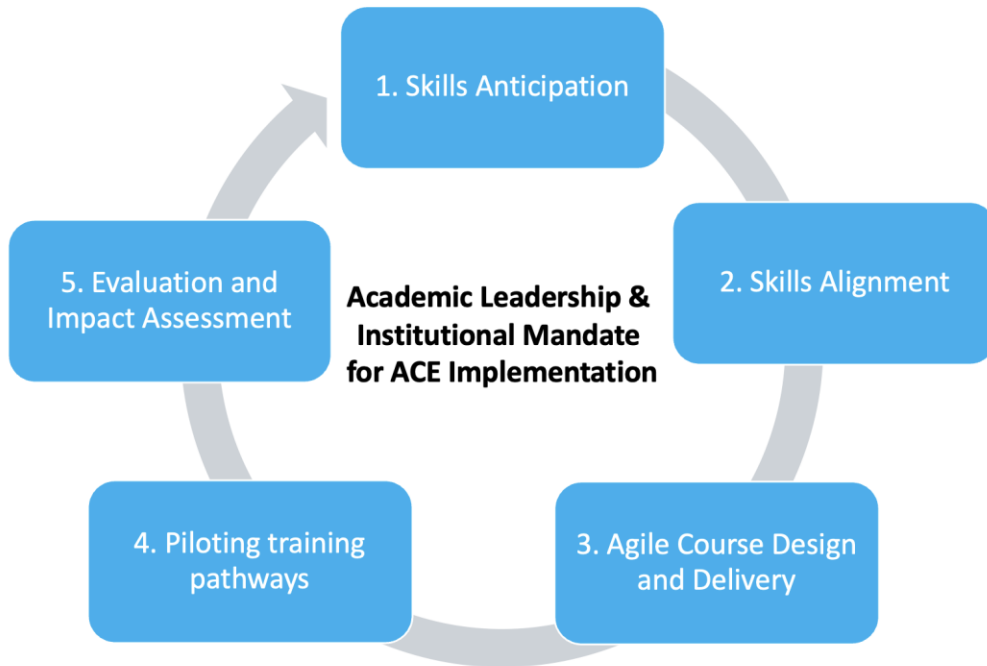 1. Skills Anticipation
2. Skills Alignment
3. Agile Course Design
and Delivery
4. Piloting training
pathways
5. Evaluation and
Impact Assessment
Academic Leadership &
Institutional Mandate
for ACE Implementation